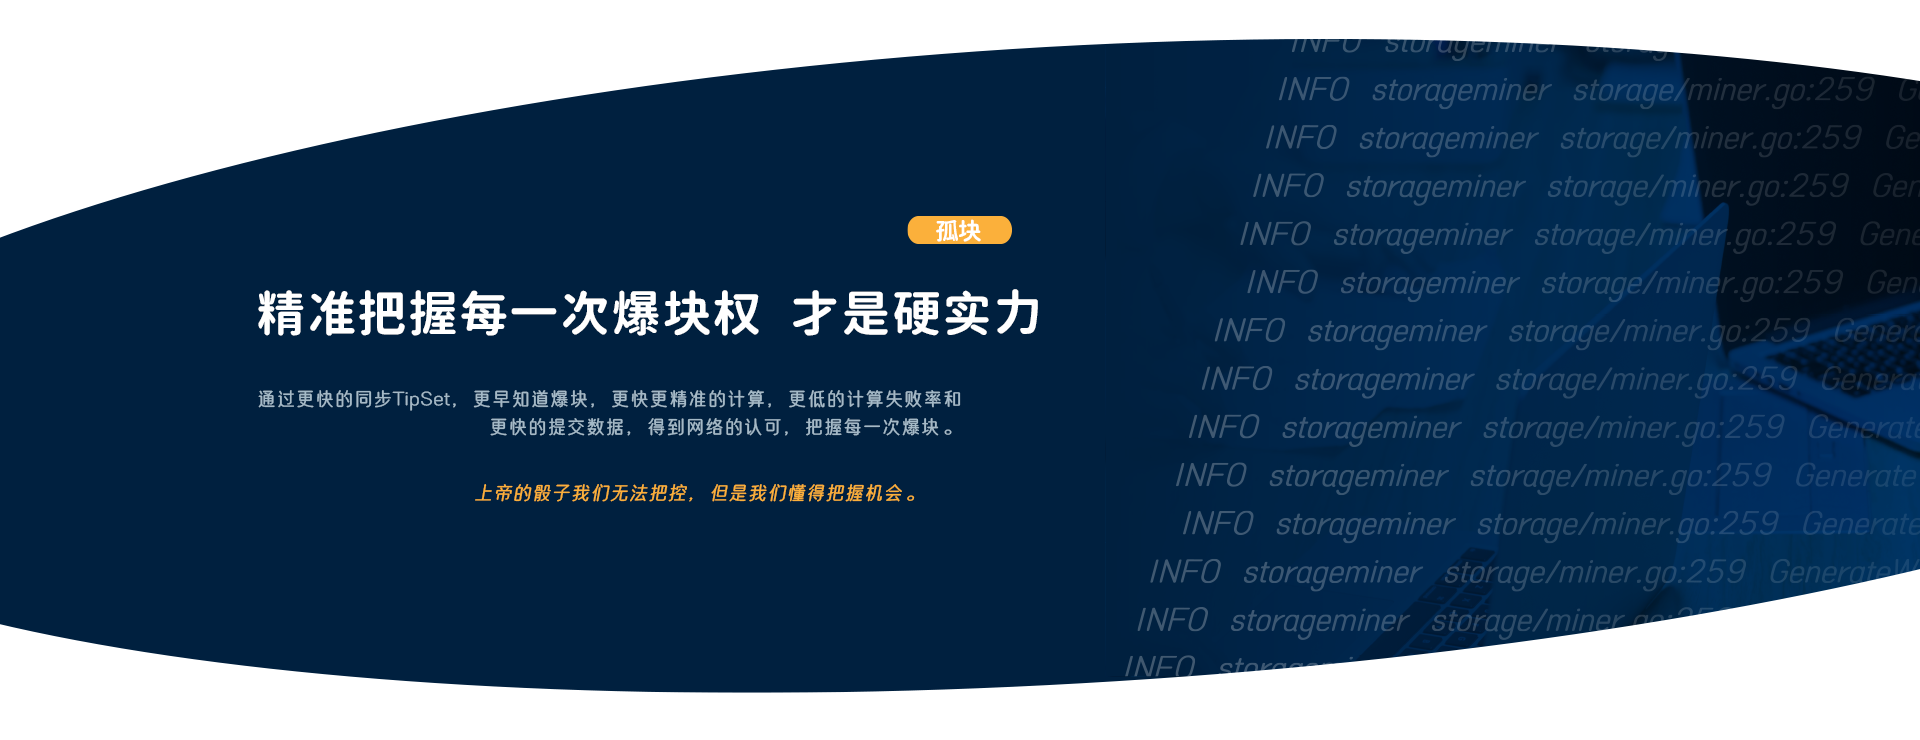 孤块
精准把握每一次爆块权 才是硬实力
通过更快的同步TipSet，更早知道爆块，更快更精准的计算，更低的计算失败率和
更快的提交数据，得到网络的认可，把握每一次爆块。
上帝的骰子我们无法把控，但是我们懂得把握机会。
INFO storageminer
INFO storageminer storage/miner.go:259
INFO storageminer storage/miner.go:259 Ge
INFO storageminer storage/miner.go:259 Gen
INFO storageminer storage/miner.go:259 Gene
INFO storageminer storage/miner.go:259 Gen
INFO storageminer storage/miner.go:259 Gener
INFO storageminer storage/miner.go:259 Genera
INFO storageminer storage/miner.go:259 Generate
INFO storageminer storage/miner.go:259 Generate
INFO storageminer storage/miner.go:259 Generate
INFO storageminer storage/miner.go:259 GenerateW
INFO storageminer storage/miner.go:259
INFO storageminer